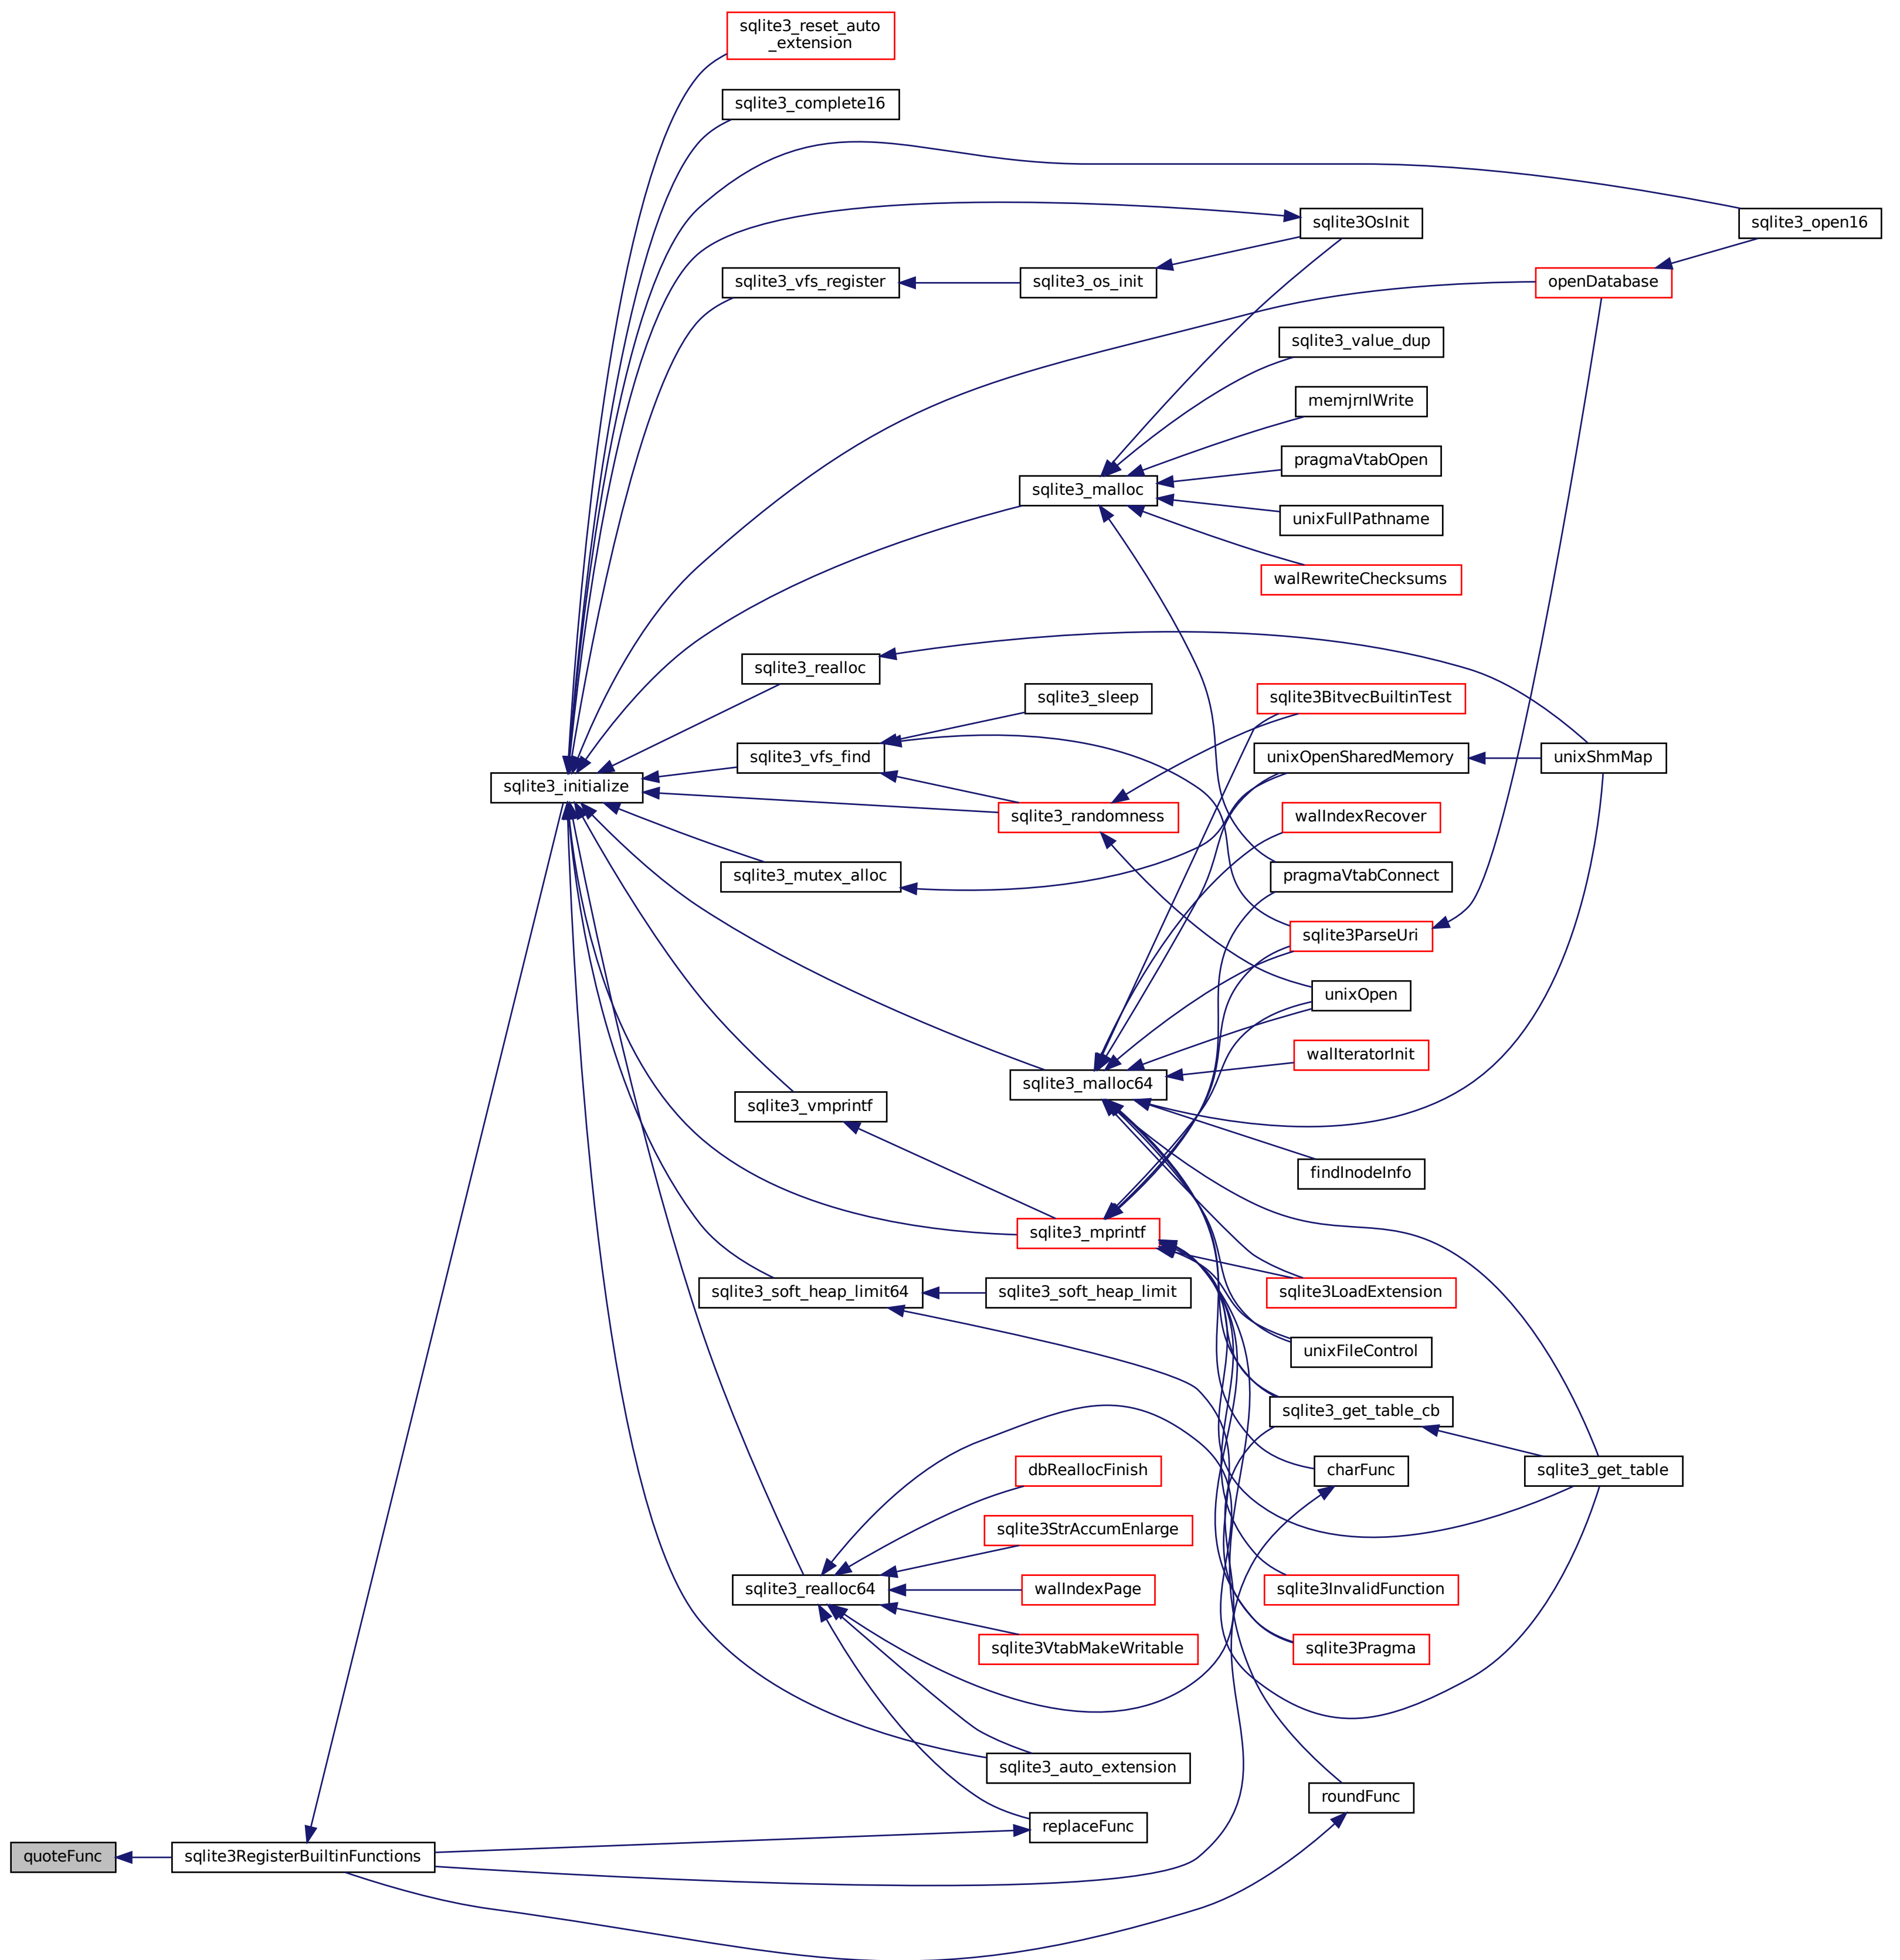 sqlite3_reset_auto
_extension
sqlite3_complete16
sqlite3OsInit
sqlite3_open16
sqlite3_vfs_register
sqlite3_os_init
openDatabase
sqlite3_value_dup
memjrnlWrite
pragmaVtabOpen
sqlite3_malloc
unixFullPathname
walRewriteChecksums
sqlite3_realloc
sqlite3_sleep
sqlite3BitvecBuiltinTest
sqlite3_vfs_find
unixOpenSharedMemory
unixShmMap
sqlite3_initialize
sqlite3_randomness
walIndexRecover
sqlite3_mutex_alloc
pragmaVtabConnect
sqlite3ParseUri
unixOpen
walIteratorInit
sqlite3_malloc64
sqlite3_vmprintf
findInodeInfo
sqlite3_mprintf
sqlite3_soft_heap_limit64
sqlite3_soft_heap_limit
sqlite3LoadExtension
unixFileControl
sqlite3_get_table_cb
dbReallocFinish
charFunc
sqlite3_get_table
sqlite3StrAccumEnlarge
sqlite3_realloc64
walIndexPage
sqlite3InvalidFunction
sqlite3VtabMakeWritable
sqlite3Pragma
sqlite3_auto_extension
roundFunc
replaceFunc
quoteFunc
sqlite3RegisterBuiltinFunctions